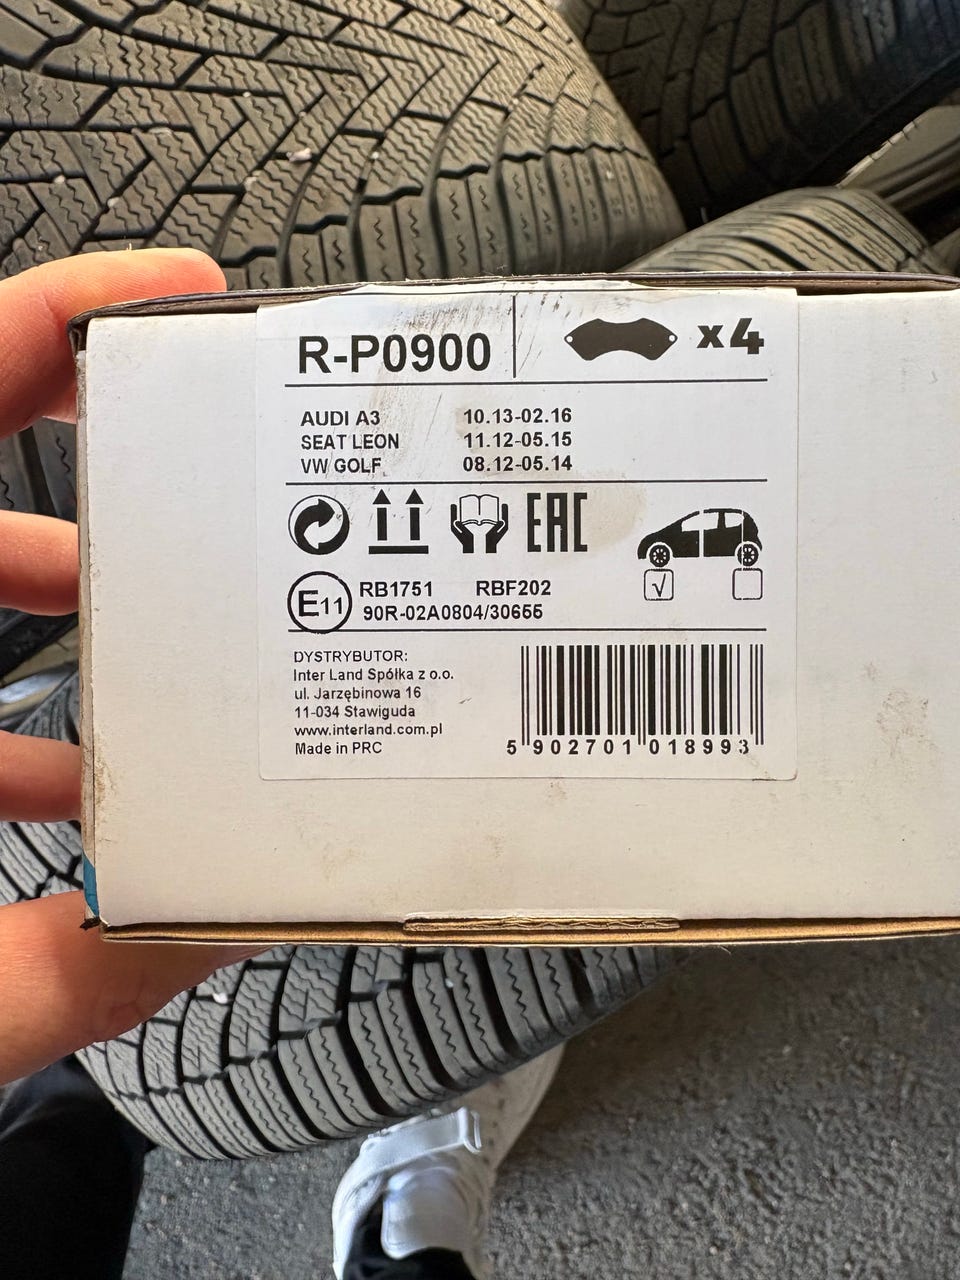 R-P0900
x4
AUDI A3 10.13-02.16
SEAT LEON 11.12-05.15
VW GOLF 08.12-05.14
EAC
√
E11 RB1751 RBF202
90R-02A0804/30656
DYSTRYBUTOR:
Inter Land Spółka z o.o.
ul. Jarzębinowa 16
11-034 Stawiguda
www.interland.com.pl
Made in PRC
5 902701 018993